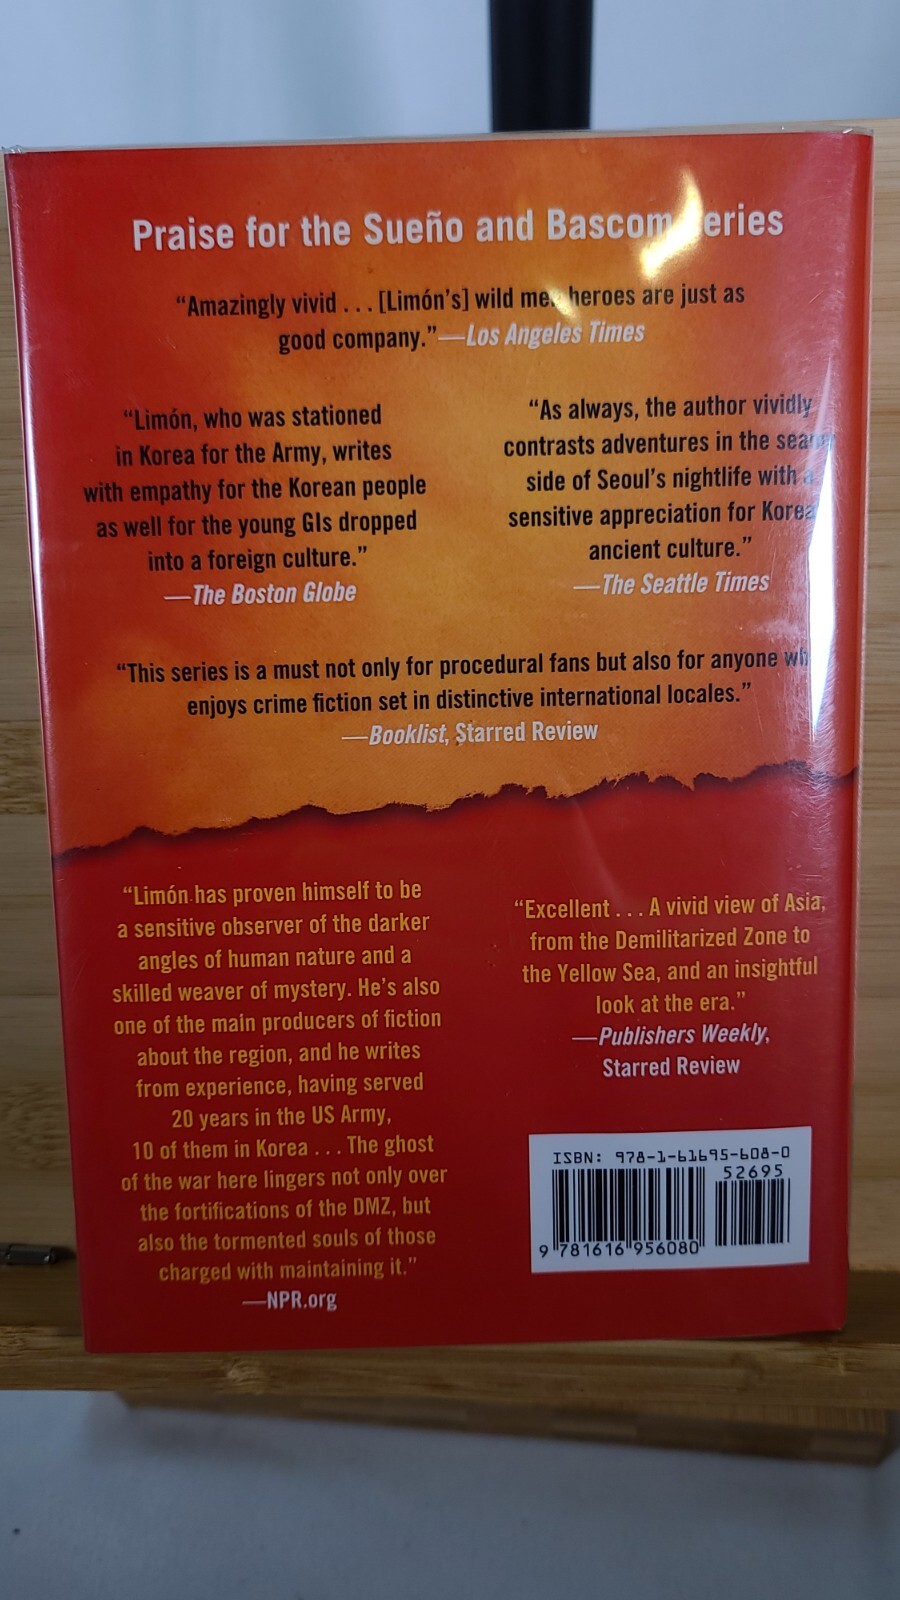 Praise for the Sueño and Bascom eries
“Amazingly vivid . . . [Limón’s] wild me heroes are just as
good company.”—Los Angeles Times
“Limón, who was stationed
in Korea for the Army, writes
with empathy for the Korean people
as well for the young GIs dropped
into a foreign culture.”
—The Boston Globe
“As always, the author vividly
contrasts adventures in the
side of Seoul’s nightlife with a
sensitive appreciation for
ancient culture.”
—The Seattle Times
“This series is a must not only for procedural fans but also for anyone
enjoys crime fiction set in distinctive international locales.”
—Booklist, Starred Review
“Limón has proven himself to be
a sensitive observer of the darker
angles of human nature and a
skilled weaver of mystery. He’s also
one of the main producers of fiction
about the region, and he writes
from experience, having served
20 years in the US Army,
10 of them in Korea . . . The ghost
of the war here lingers not only over
the fortifications of the DMZ, but
also the tormented souls of those
charged with maintaining it.”
—NPR.org
“Excellent . . . A vivid view of Asia,
from the Demilitarized Zone to
the Yellow Sea, and an insightful
look at the era.”
—Publishers Weekly,
Starred Review
ISBN: 978-1-61695-608-0
52695
9 781616 956080